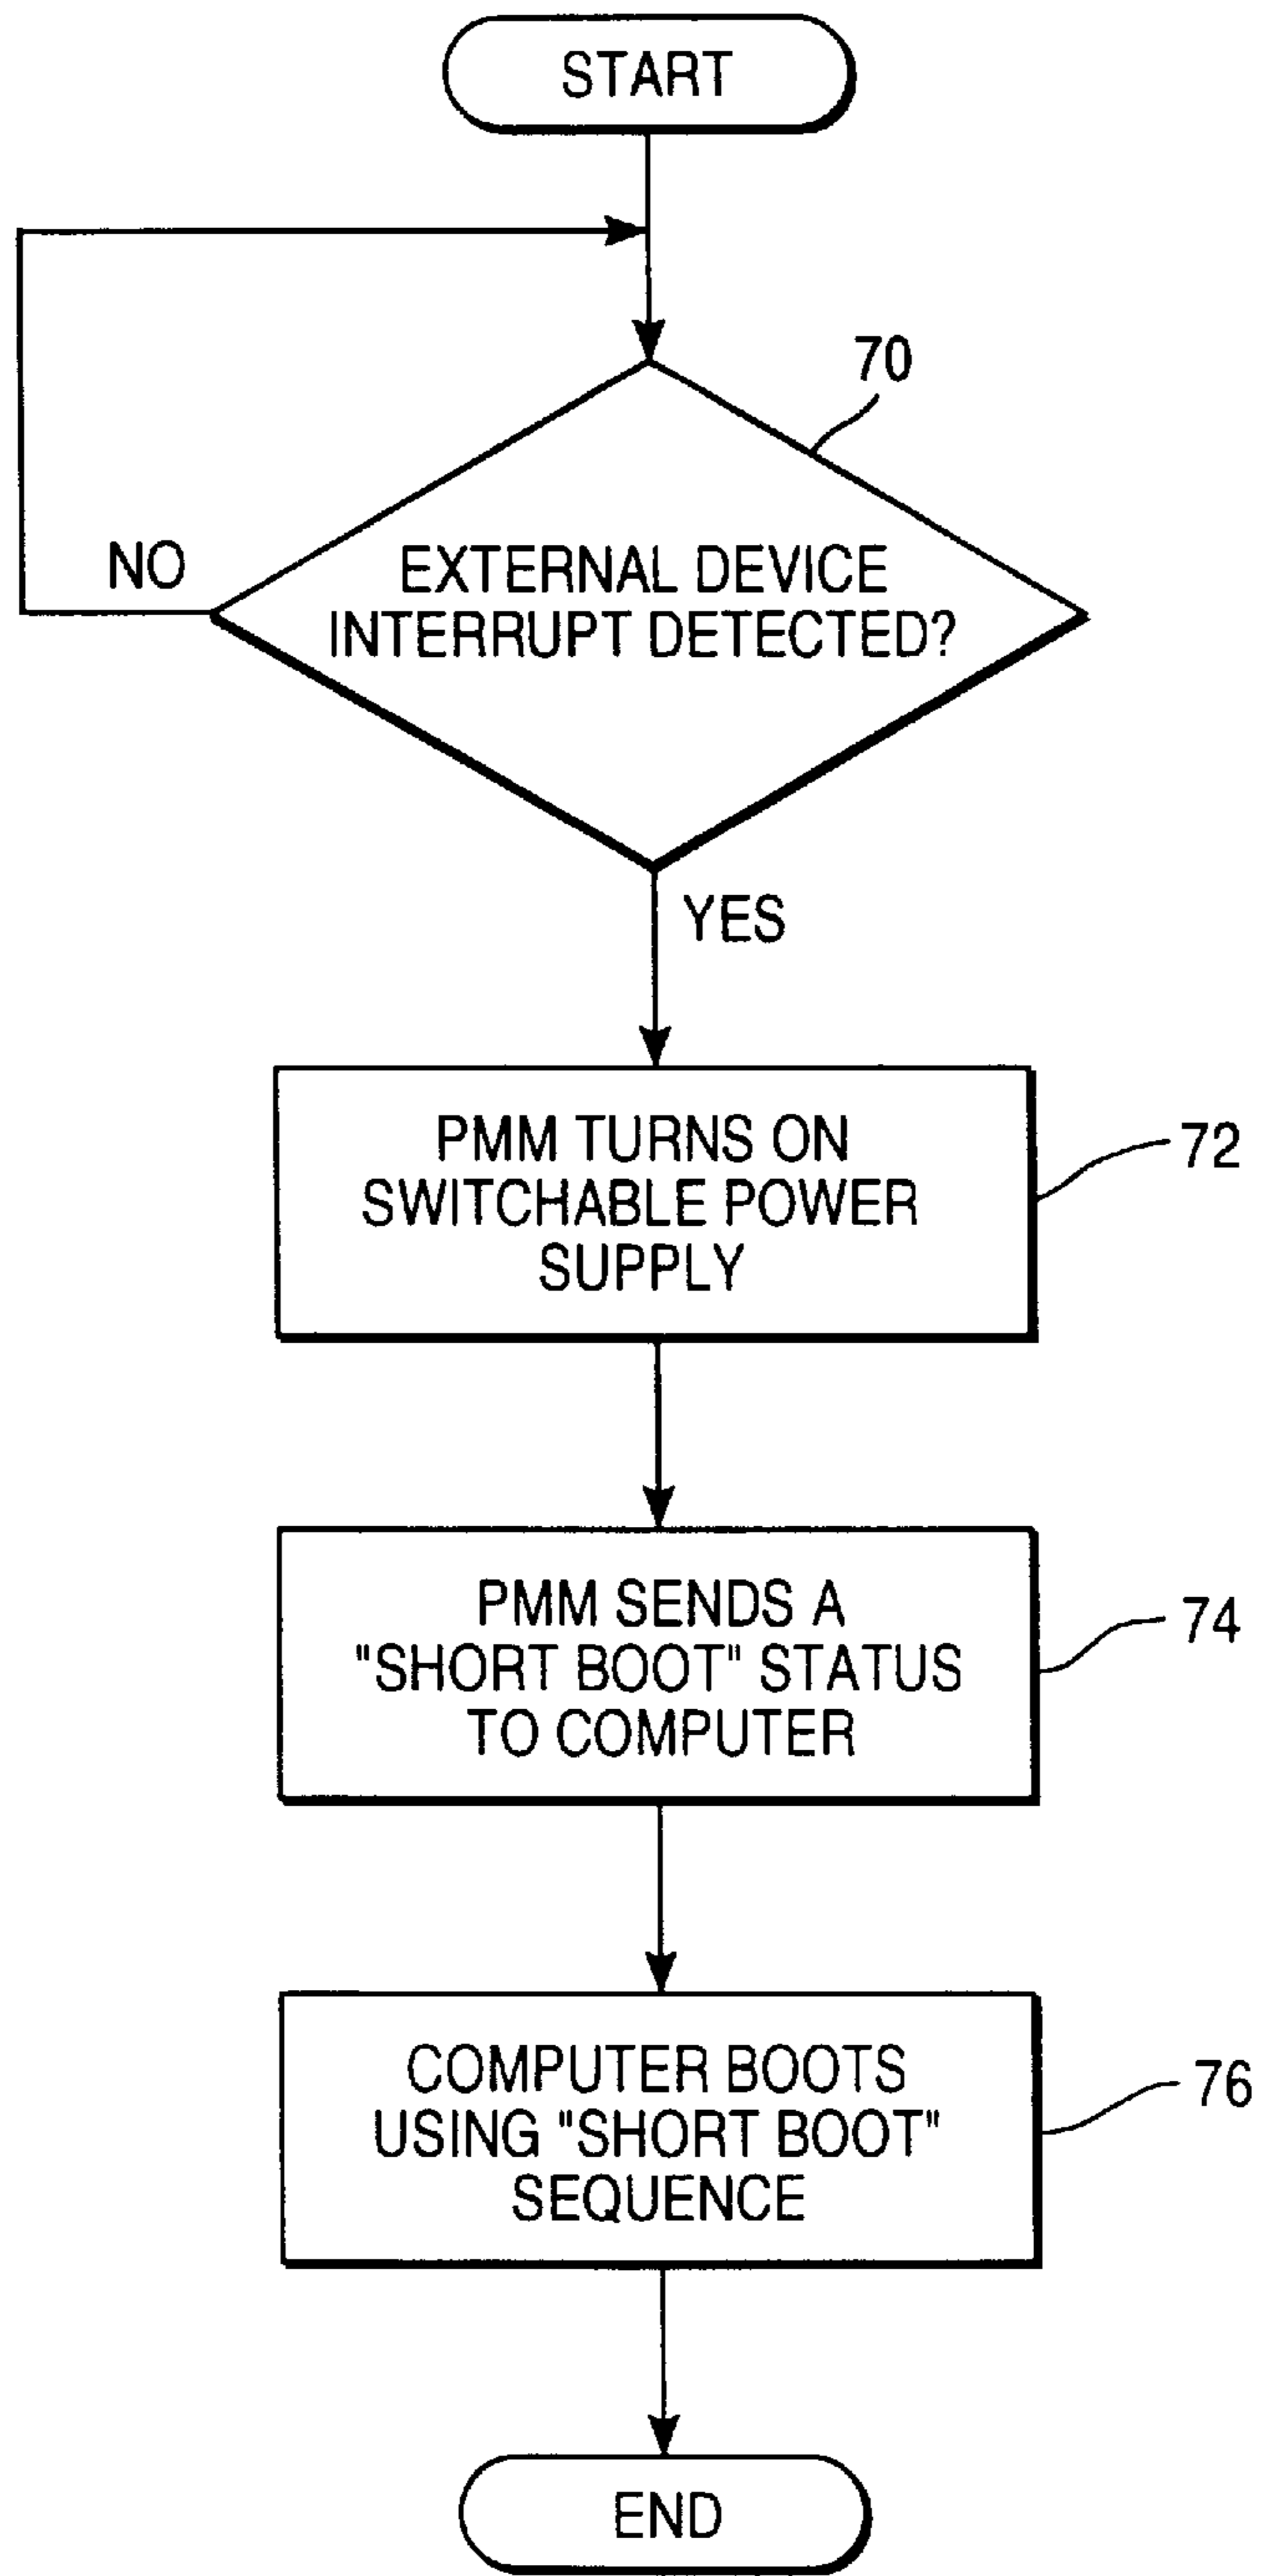 START
70
NO
EXTERNAL DEVICE
INTERRUPT DETECTED?
YES
PMM TURNS ON
SWITCHABLE POWER
SUPPLY
72
PMM SENDS A
"SHORT BOOT" STATUS
TO COMPUTER
74
COMPUTER BOOTS
USING "SHORT BOOT"
SEQUENCE
76
END